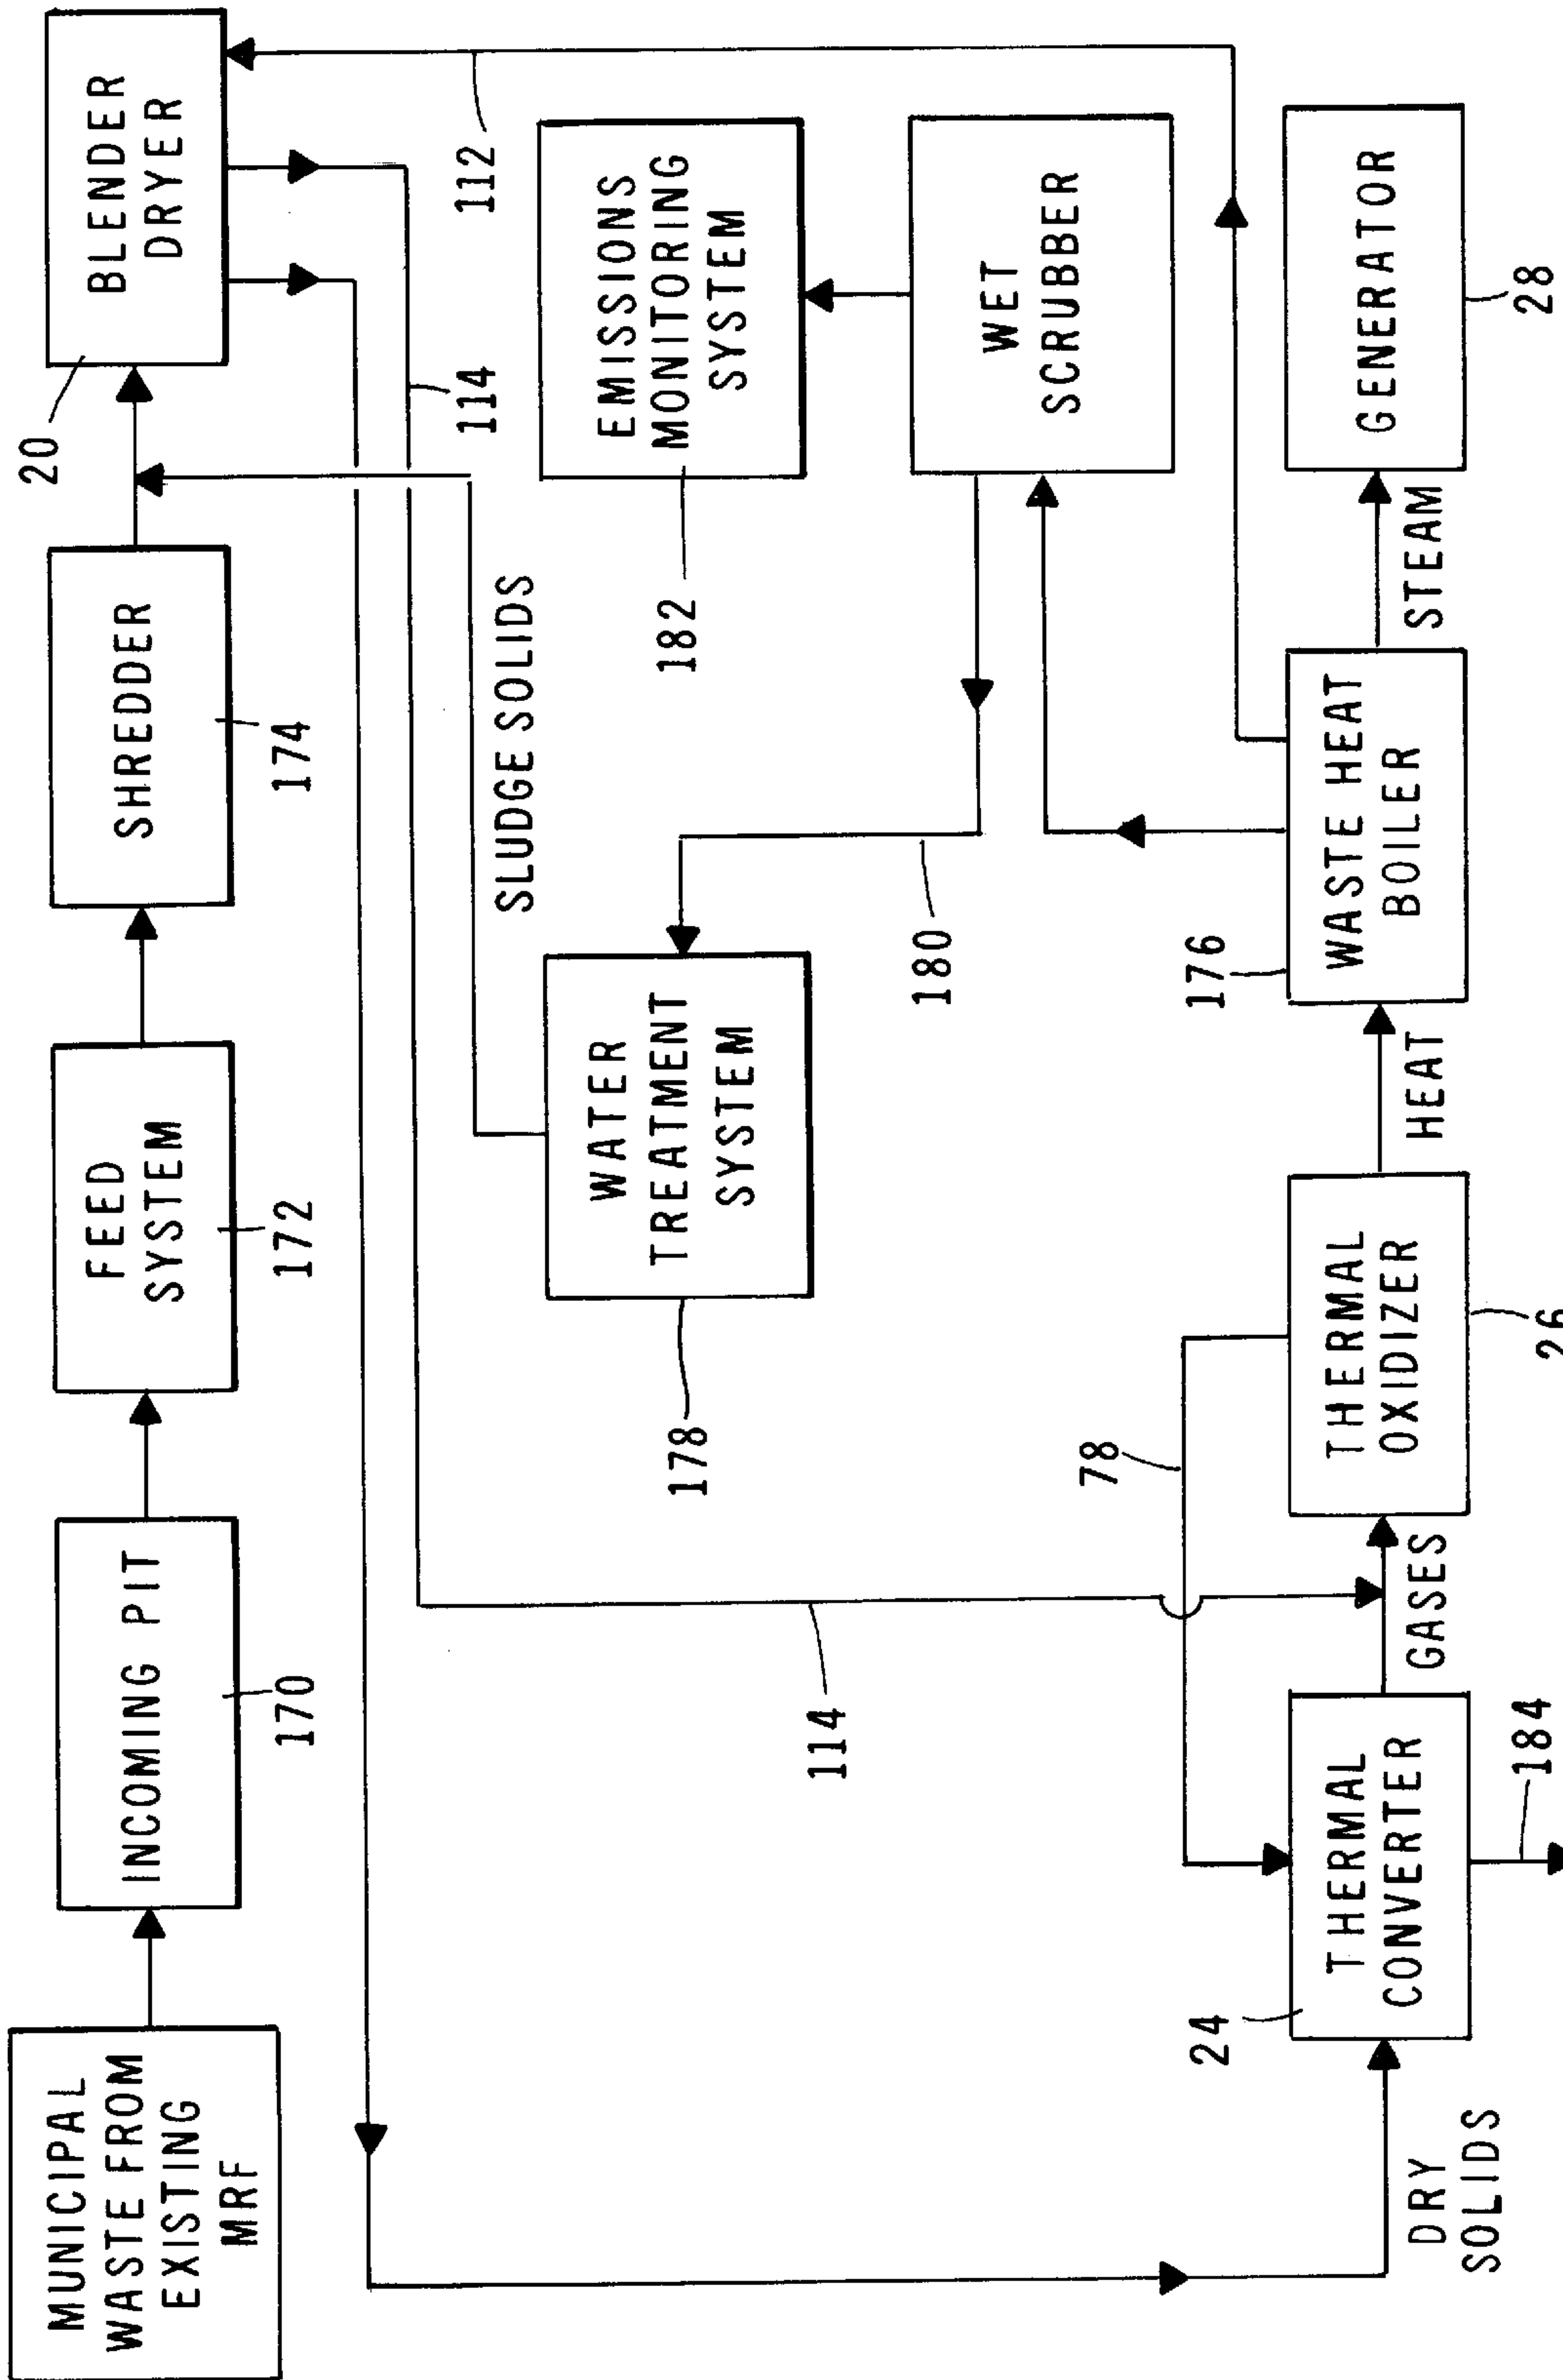 MUNICIPAL
WASTE FROM
EXISTING
MRF
INCOMING PIT
170
FEED
SYSTEM
172
SHREDDER
174
20
BLENDER
DRYER
114
112
SLUDGE SOLIDS
WATER
TREATMENT
SYSTEM
178
EMISSIONS
MONITORING
SYSTEM
182
WET
SCRUBBER
180
114
78
DRY
SOLIDS
24
THERMAL
CONVERTER
184
GASES
THERMAL
OXIDIZER
26
HEAT
176
WASTE HEAT
BOILER
STEAM
GENERATOR
28